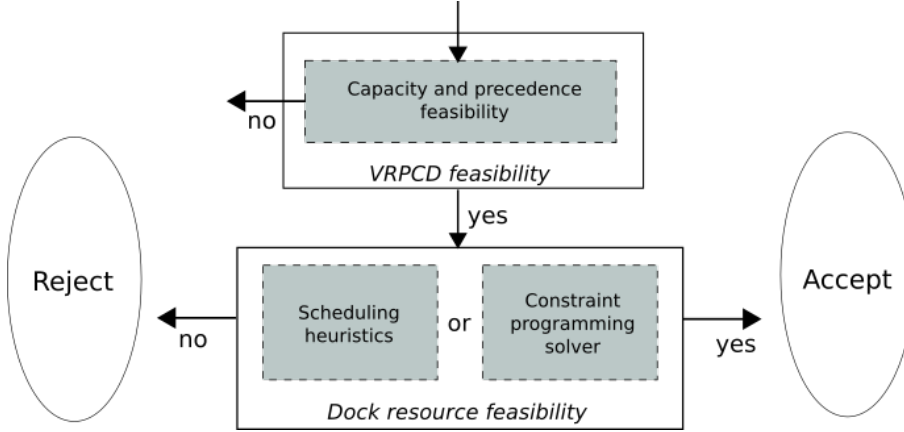 Capacity and precedence
feasibility
no
VRPCD feasibility
yes
Reject
Scheduling
heuristics
or
Constraint
programming
solver
Accept
no
yes
Dock resource feasibility